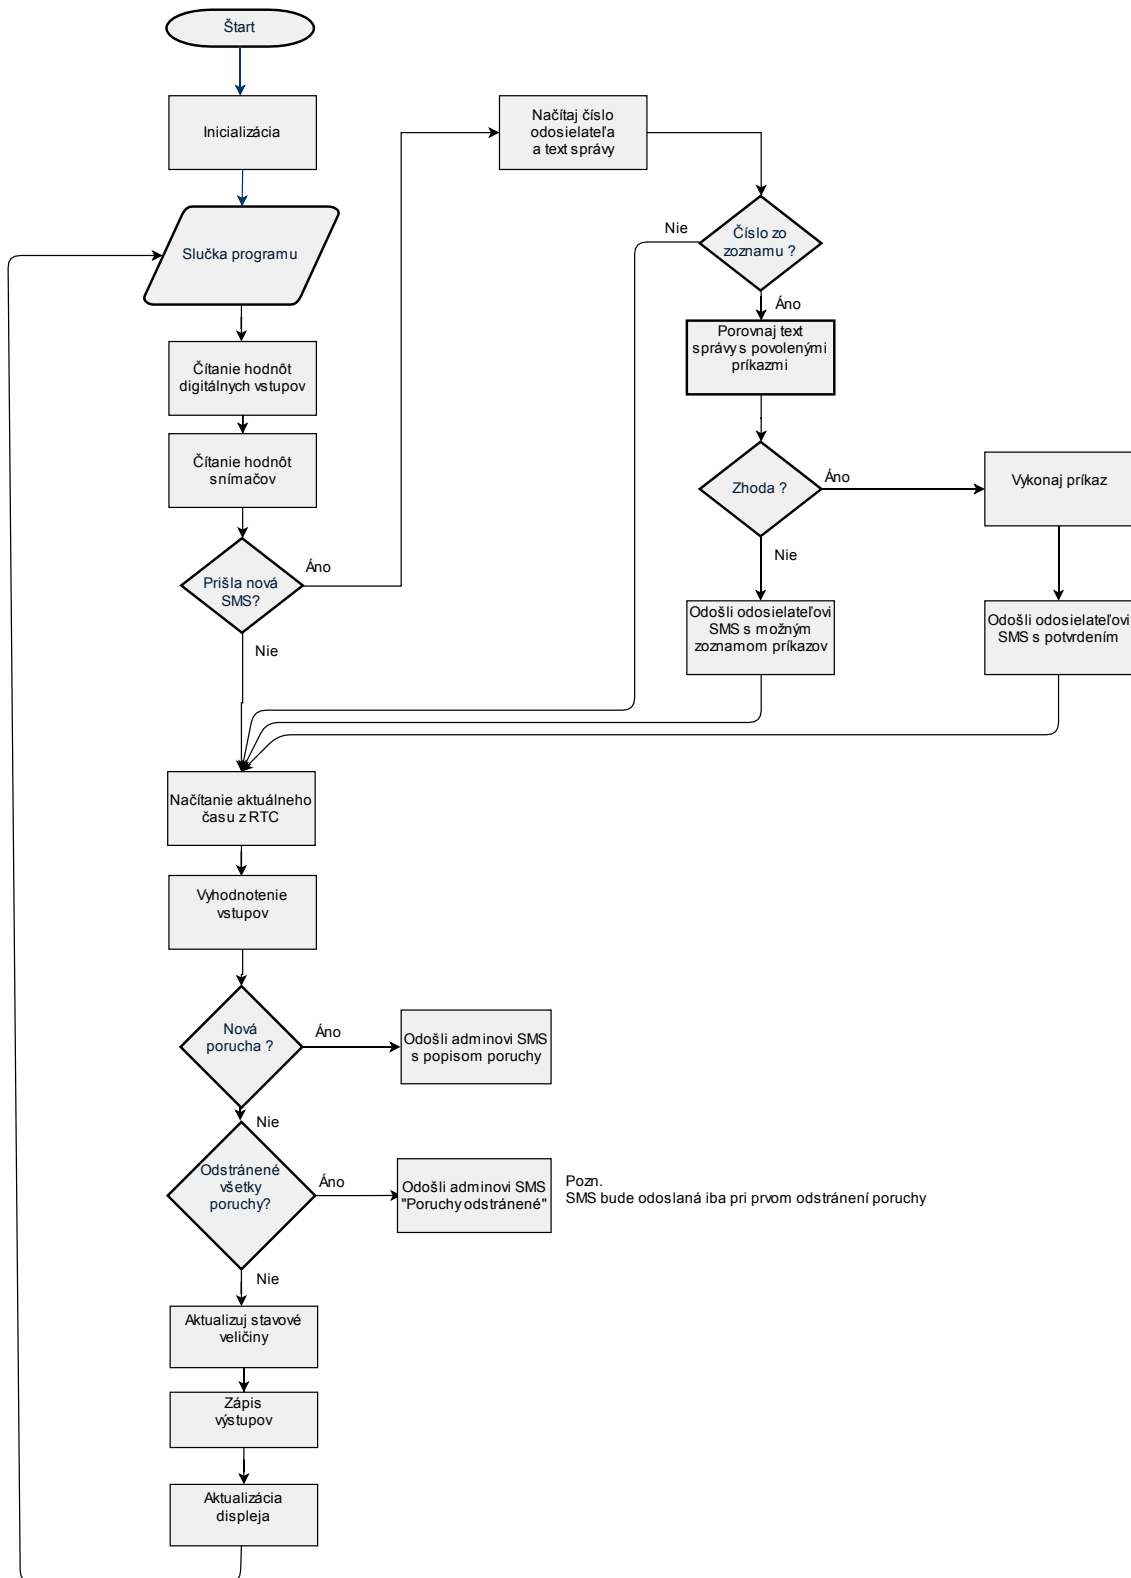 Štart
Inicializácia
Slučka programu
Čítanie hodnôt
digitálnych vstupov
Čítanie hodnôt
snímačov
Prišla nová
SMS?
Áno
Nie
Načítaj číslo
odosielateľa
a text správy
Číslo zo
zoznamu ?
Nie
Áno
Porovnaj text
správy s povolenými
príkazmi
Zhoda ?
Áno
Nie
Vykonaj príkaz
Odošli odosielateľovi
SMS s možným
zoznamom príkazov
Odošli odosielateľovi
SMS s potvrdením
Načítanie aktuálneho
času z RTC
Vyhodnotenie
vstupov
Nová
porucha ?
Áno
Nie
Odošli adminovi SMS
s popisom poruchy
Odstránené
všetky
poruchy?
Áno
Nie
Odošli adminovi SMS
"Poruchy odstránené"
Pozn.
SMS bude odoslaná iba pri prvom odstránení poruchy
Aktualizuj stavové
veličiny
Zápis
výstupov
Aktualizácia
displeja